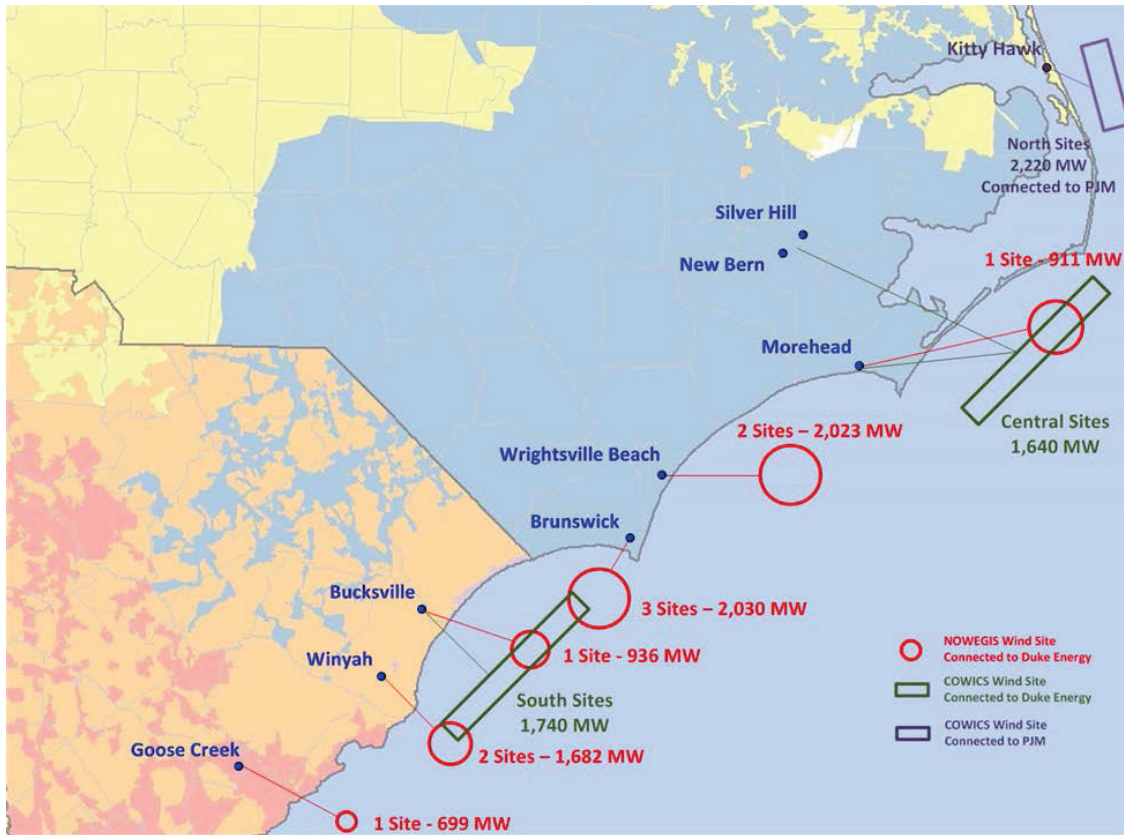 Kitty Hawk
North Sites
2,220 MW
Connected to PJM
Silver Hill
New Bern
1 Site - 911 MW
Morehead
Central Sites
1,640 MW
2 Sites – 2,023 MW
Wrightsville Beach
Brunswick
Bucksville
3 Sites – 2,030 MW
1 Site - 936 MW
Winyah
South Sites
1,740 MW
Goose Creek
2 Sites – 1,682 MW
1 Site - 699 MW
NOWEGIS Wind Site
Connected to Duke Energy
COWICS Wind Site
Connected to Duke Energy
COWICS Wind Site
Connected to PJM